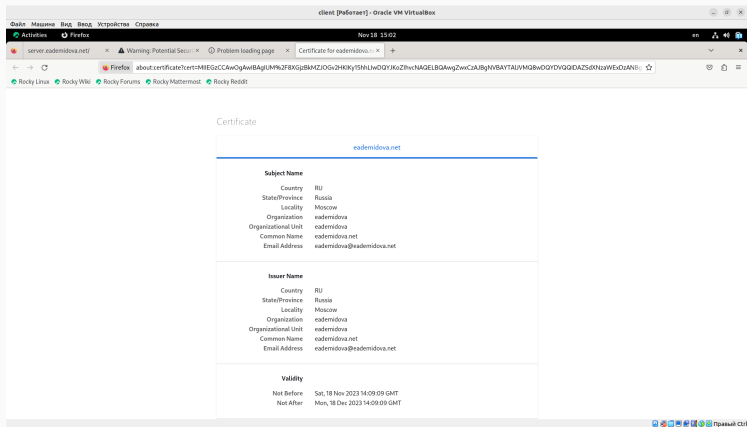 client [Работает] - Oracle VM VirtualBox
Файл Машина Вид Ввод Устройства Справка
Activities Firefox Nov 18 15:02 en
server.eademidova.net/ × Warning: Potential Securi × Problem loading page × Certificate for eademidova.n × +
Firefox about:certificate?cert=
Rocky Linux Rocky Wiki Rocky Forums Rocky Mattermost Rocky Reddit
Certificate
eademidova.net
Subject Name
Country RU
State/Province Russia
Locality Moscow
Organization eademidova
Organizational Unit eademidova
Common Name eademidova.net
Email Address eademidova@eademidova.net
Issuer Name
Country RU
State/Province Russia
Locality Moscow
Organization eademidova
Organizational Unit eademidova
Common Name eademidova.net
Email Address eademidova@eademidova.net
Validity
Not Before Sat, 18 Nov 2023 14:09:09 GMT
Not After Mon, 18 Dec 2023 14:09:09 GMT
Правый Ctrl